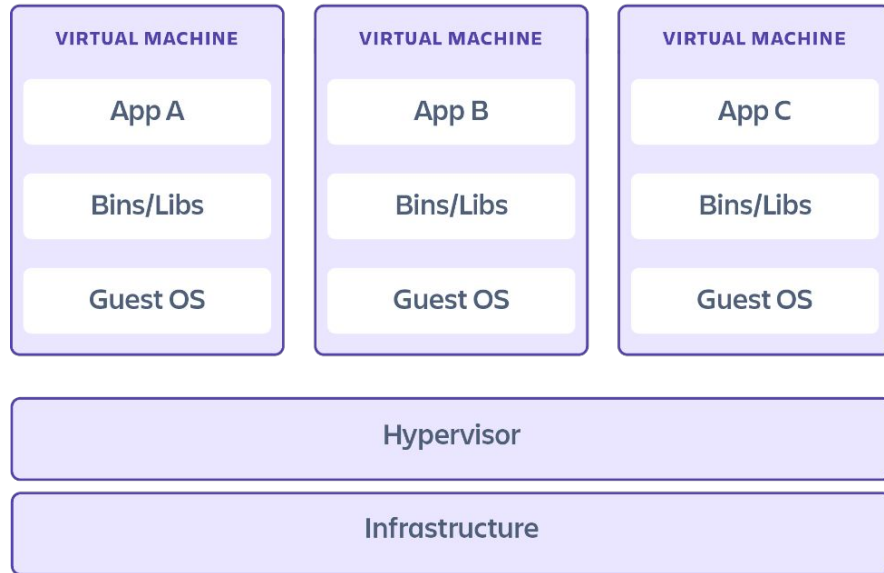 VIRTUAL MACHINE
App A
Bins/Libs
Guest OS
VIRTUAL MACHINE
App B
Bins/Libs
Guest OS
VIRTUAL MACHINE
App C
Bins/Libs
Guest OS
Hypervisor
Infrastructure